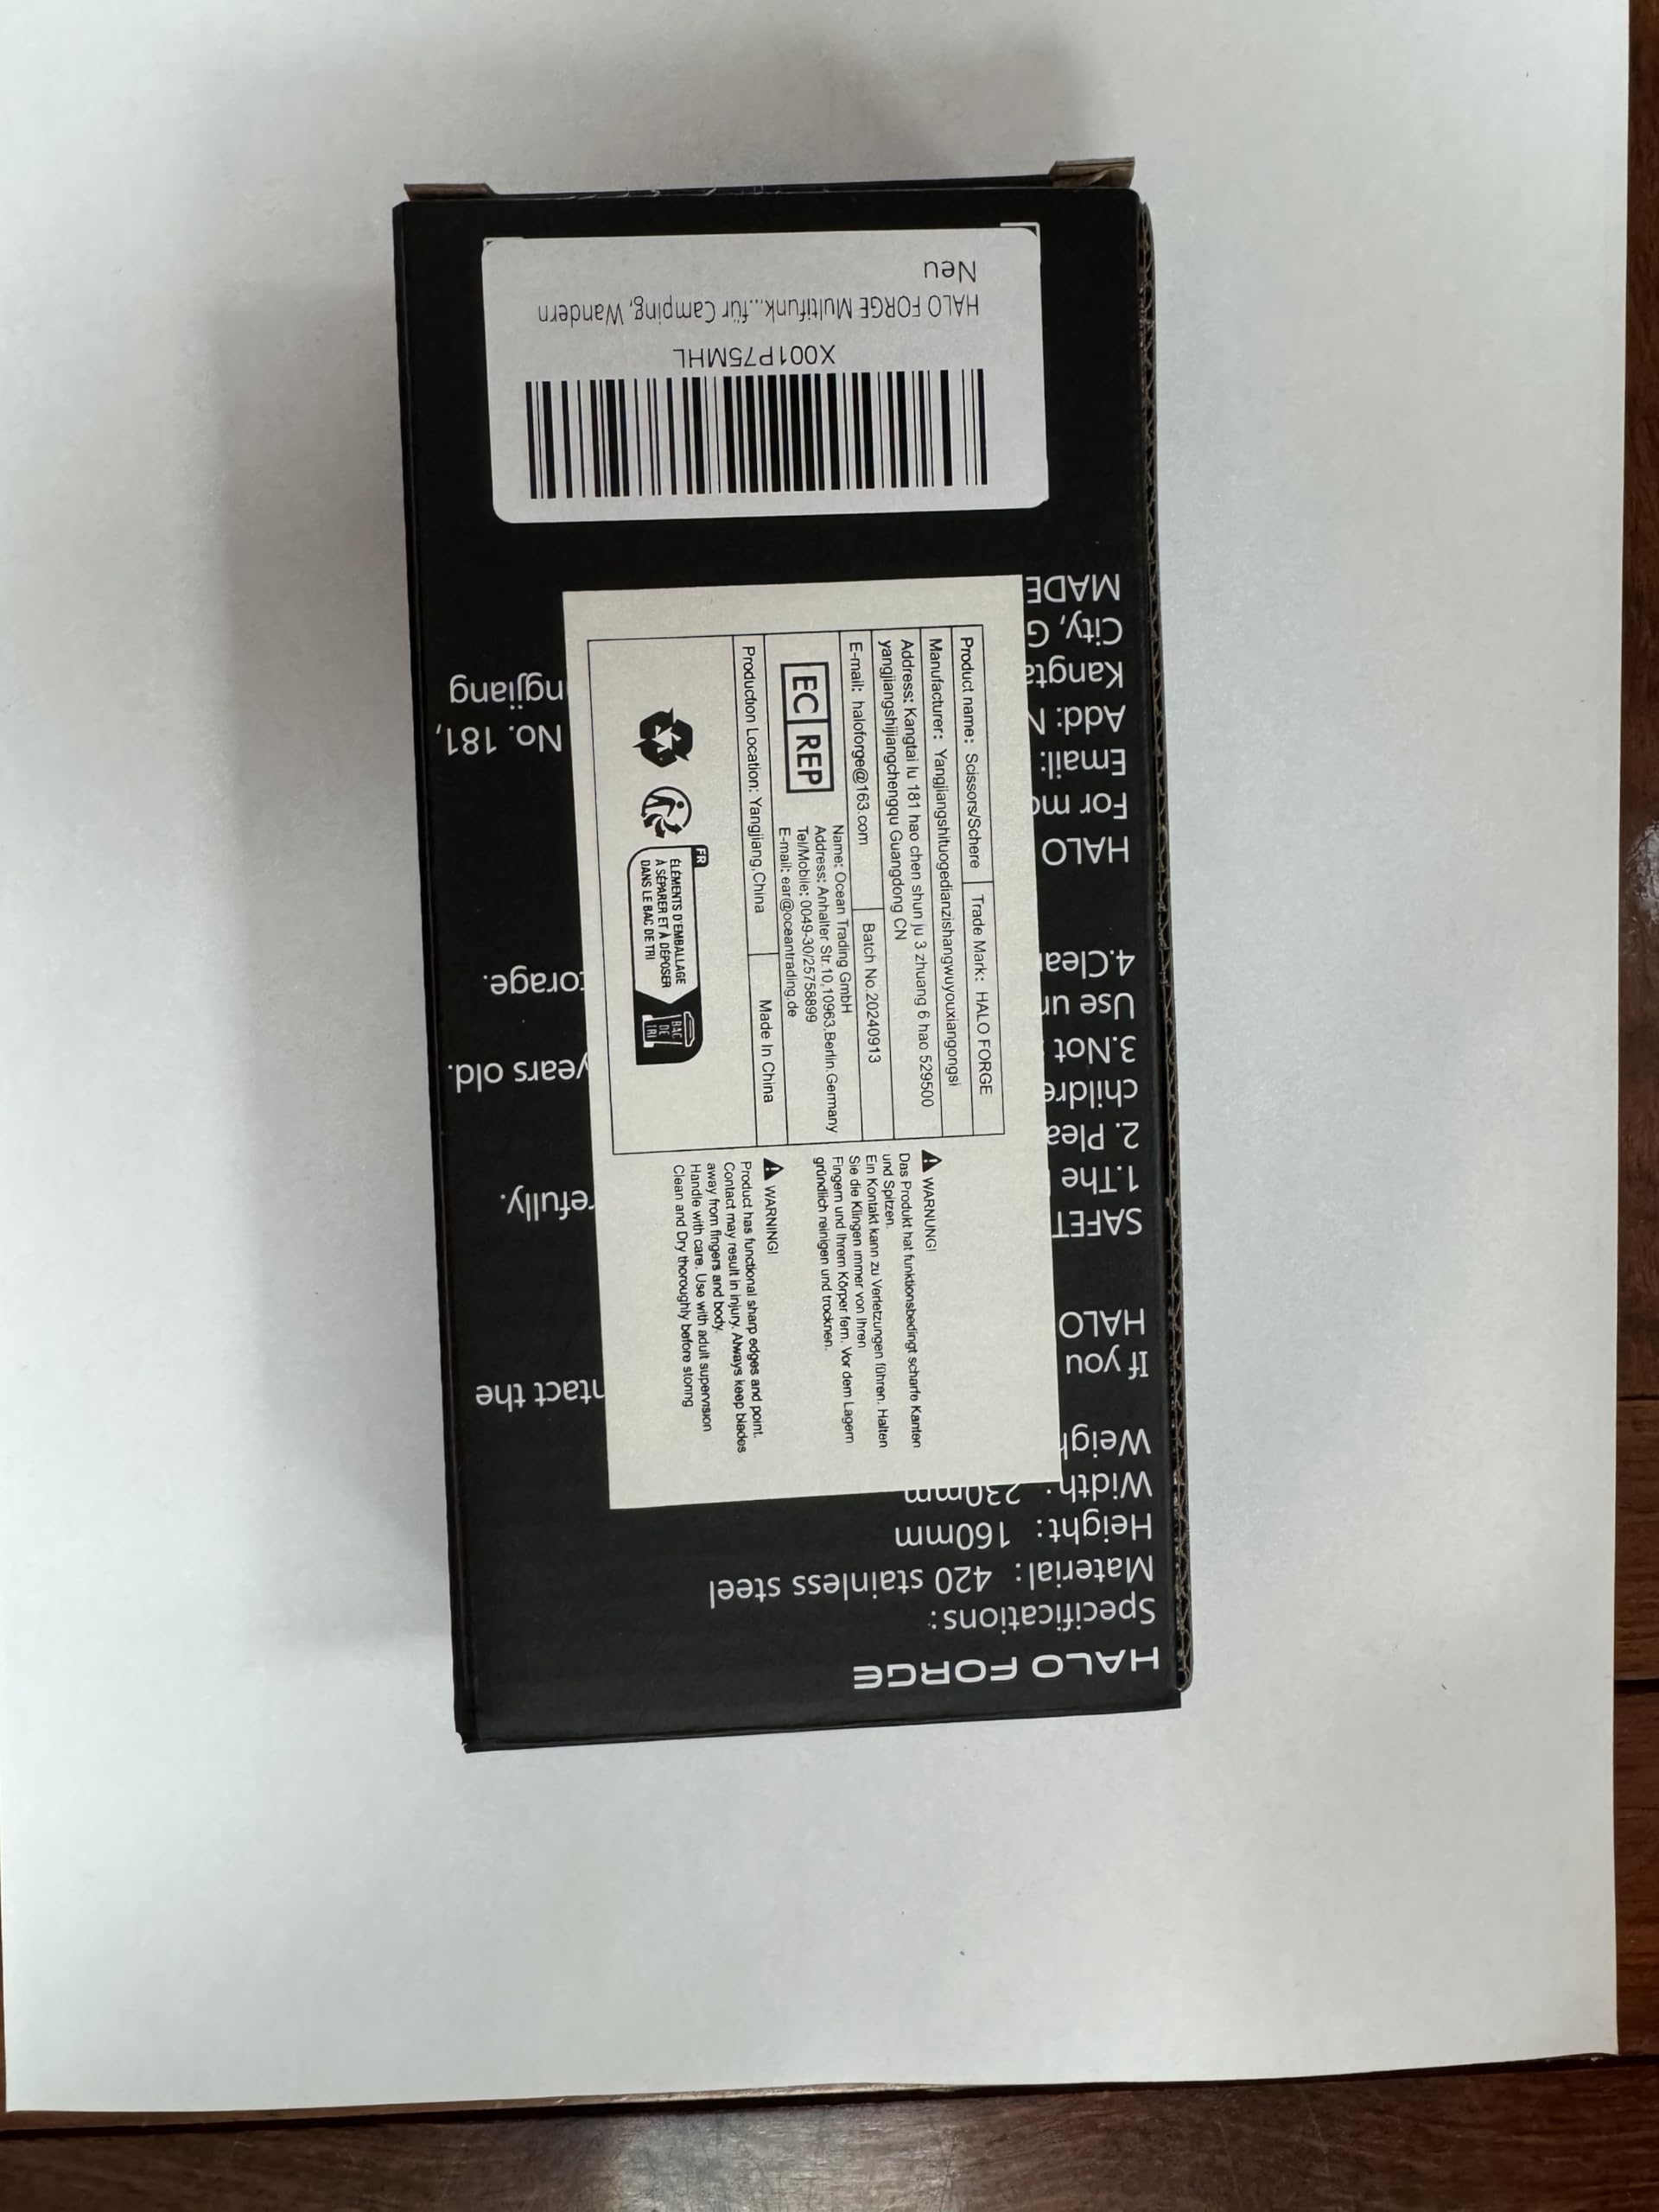 HALO FORGE
Specifications:
Material: 420 stainless steel
Height: 160mm
Width: 230mm
If you
ntact the
HALO
SAFET
1.The
efully.
2. Plea
childre
years old.
3.Not
Use un
orage.
4.Clea
HALO
For mo
Email:
Add: N
No. 181,
Kangta
ngjiang
City, G
MADE
Product name: Scissors/Schere
Trade Mark: HALO FORGE
Manufacturer: Yangjiangshituogedianzishangwuyouxiangongsi
Address: Kangtai lu 181 hao chen shun ju 3 zhuang 6 hao 529500
yangjiangshijiangchengqu Guangdong CN
E-mail: haloforge@163.com
Batch No.20240913
EC REP
Name: Ocean Trading GmbH
Address: Anhalter Str.10,10963.Berlin.Germany
Tel/Mobile: 0049-30/25758899
E-mail: ear@oceantrading.de
Production Location: Yangjiang,China
Made In China
FR
ÉLÉMENTS D'EMBALLAGE
À SÉPARER ET À DÉPOSER
DANS LE BAC DE TRI
BAC
DE
TRI
WARNUNG!
Das Produkt hat funktionsbedingt scharfe Kanten
und Spitzen.
Ein Kontakt kann zu Verletzungen führen. Halten
Sie die Klingen immer von Ihren
Fingern und Ihrem Körper fern. Vor dem Lagern
gründlich reinigen und trocknen.
WARNING!
Product has functional sharp edges and point.
Contact may result in injury. Always keep blades
away from fingers and body.
Handle with care. Use with adult supervision
Clean and Dry thoroughly before storing
X001P75MHL
HALO FORGE Multifunk...für Camping, Wandern
Neu